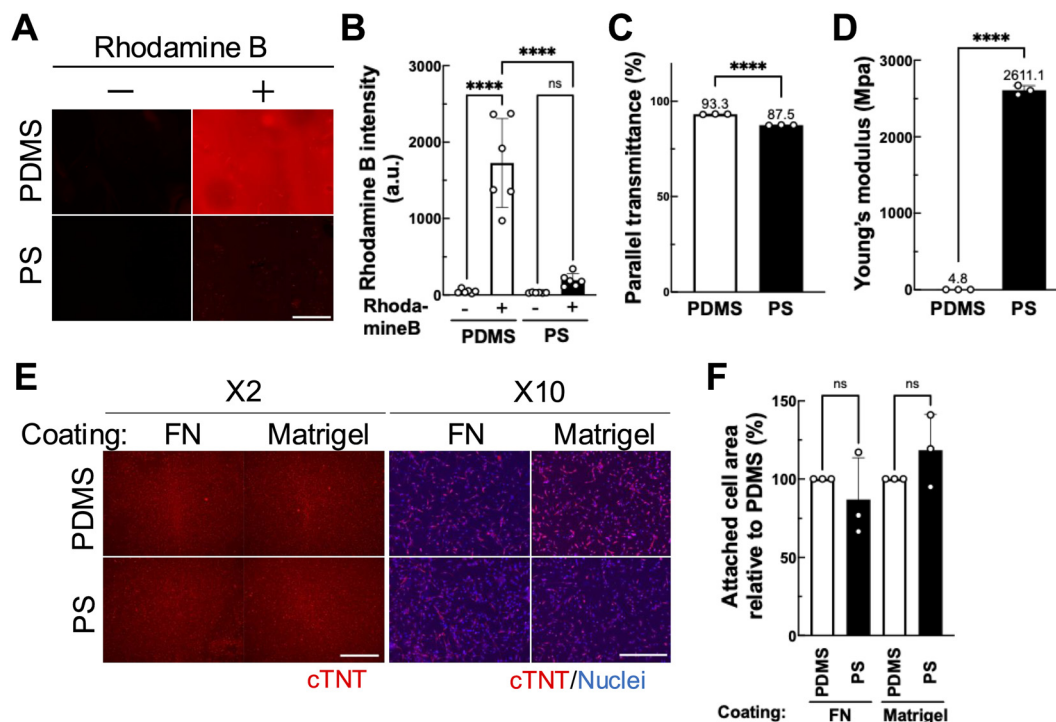 A
Rhodamine B
— +
PDMS
PS
B
Rhodamine B intensity
(a.u.)
3000
2000
1000
0
****
****
ns
Rhoda-
mineB
- + - +
PDMS PS
C
Parallel transmittance (%)
100
50
0
****
93.3
87.5
PDMS PS
D
Young's modulus (Mpa)
3000
2000
1000
0
****
4.8
2611.1
PDMS PS
E
X2 X10
Coating: FN Matrigel FN Matrigel
PDMS
PS
cTNT cTNT/Nuclei
F
Attached cell area
relative to PDMS (%)
150
100
50
0
ns ns
PDMS PS PDMS PS
Coating: FN Matrigel